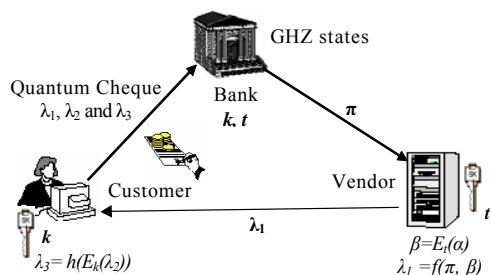 GHZ states
Quantum Cheque
λ₁, λ₂ and λ₃
Bank
k, t
π
Customer
Vendor
λ₁
k
t
λ₃= h(Eₖ(λ₂))
β=Eₜ(α)
λ₁ = f(π, β)